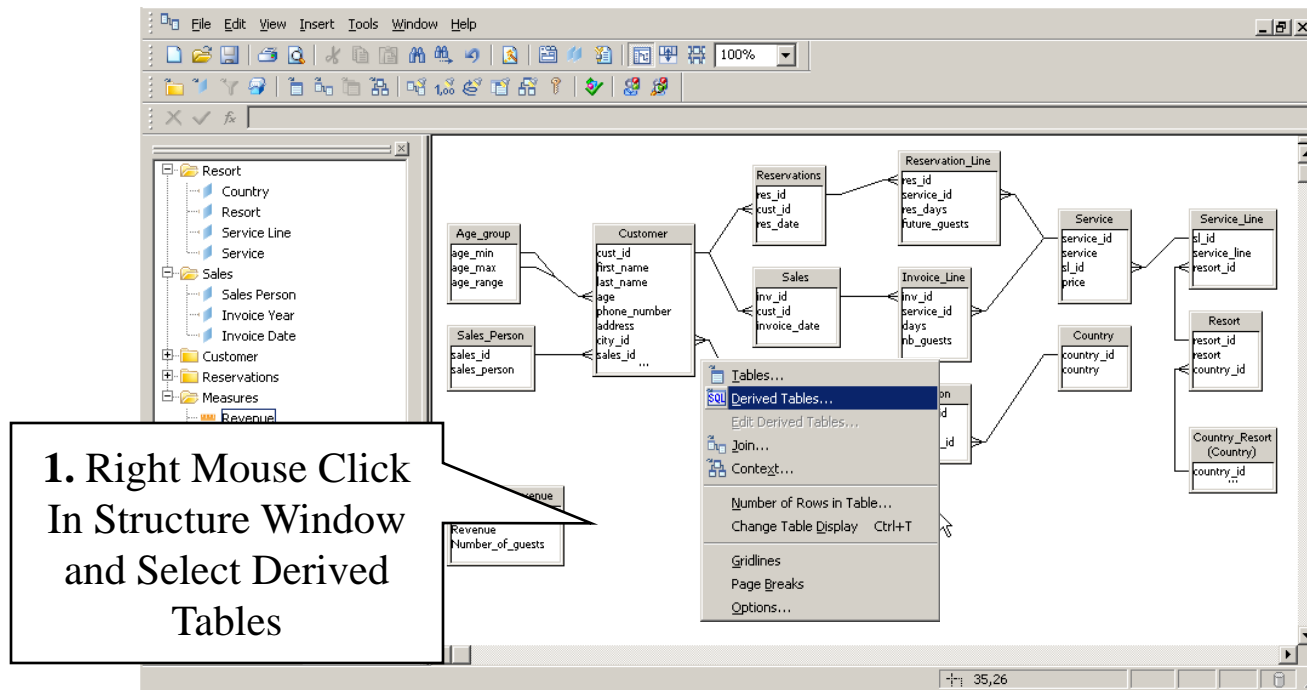 File Edit View Insert Tools Window Help
100%
Resort
Country
Resort
Service Line
Service
Sales
Sales Person
Invoice Year
Invoice Date
Customer
Reservations
Measures
Revenue
Age_group
age_min
age_max
age_range
Sales_Person
sales_id
sales_person
Customer
cust_id
first_name
last_name
age
phone_number
address
city_id
sales_id
...
Reservations
res_id
cust_id
res_date
Sales
inv_id
cust_id
invoice_date
Reservation_Line
res_id
service_id
res_days
future_guests
Invoice_Line
inv_id
service_id
days
nb_guests
Service
service_id
service
sl_id
price
Service_Line
sl_id
service_line
resort_id
Country
country_id
country
Resort
resort_id
resort
country_id
Country_Resort
(Country)
country_id
...
Revenue
Number_of_guests
Tables...
SQL Derived Tables...
Edit Derived Tables...
Join...
Context...
Number of Rows in Table...
Change Table Display Ctrl+T
Gridlines
Page Breaks
Options...
1. Right Mouse Click
In Structure Window
and Select Derived
Tables
35,26